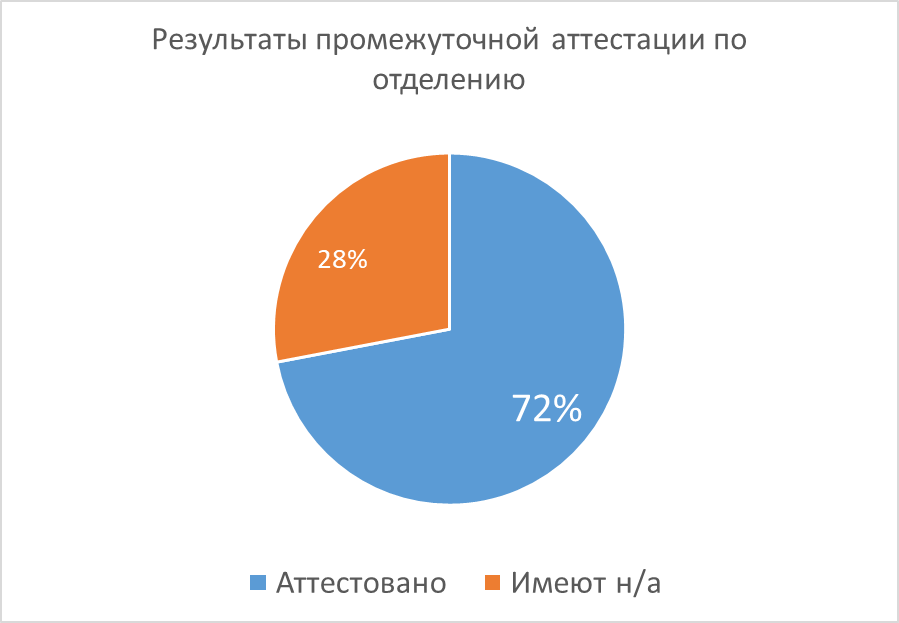 Результаты промежуточной аттестации по
отделению
28%
72%
Аттестовано
Имеют н/а